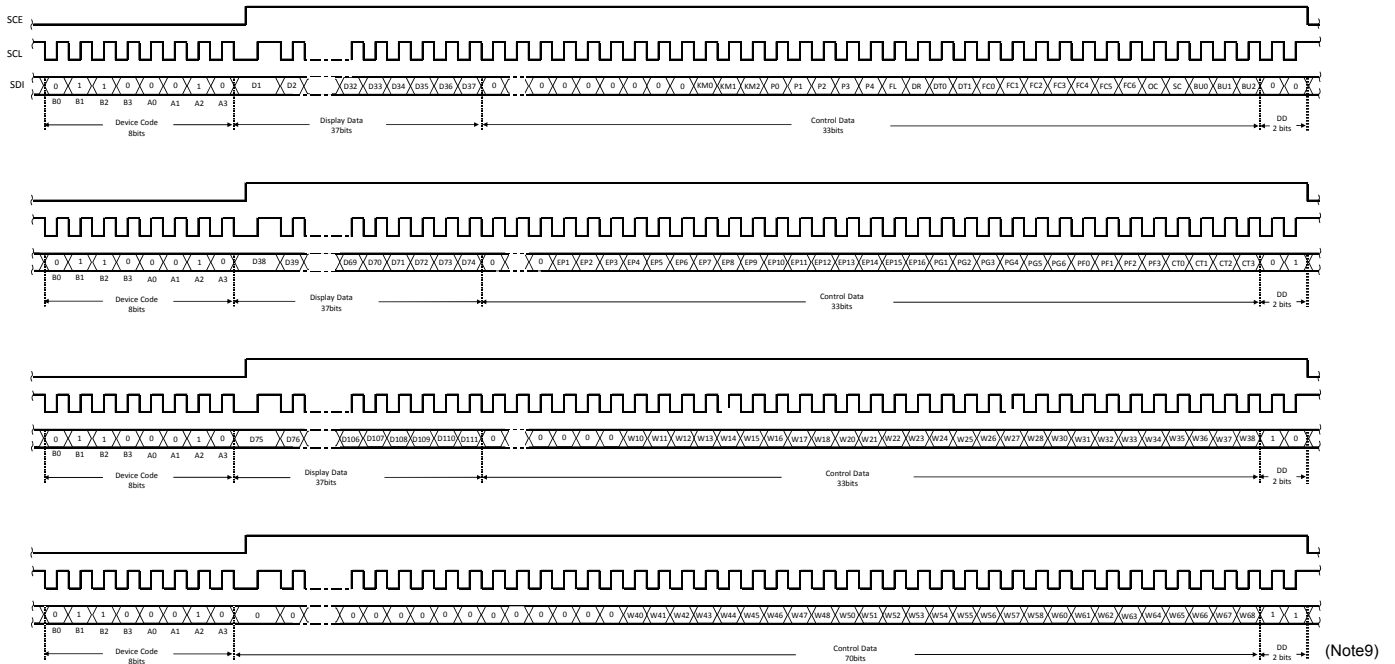 SCE
SCL
SDI 0 1 1 0 0 0 1 0 D1 D2 D32 D33 D34 D35 D36 D37 0 0 0 0 0 0 0 0 KM0 KM1 KM2 P0 P1 P2 P3 P4 FL DR DT0 DT1 FC0 FC1 FC2 FC3 FC4 FC5 FC6 OC SC BU0 BU1 BU2 0 0
B0 B1 B2 B3 A0 A1 A2 A3
Device Code Display Data Control Data DD
8bits 37bits 33bits 2 bits
0 1 1 0 0 0 1 0 D38 D39 D69 D70 D71 D72 D73 D74 0 0 EP1 EP2 EP3 EP4 EP5 EP6 EP7 EP8 EP9 EP10 EP11 EP12 EP13 EP14 EP15 EP16 PG1 PG2 PG3 PG4 PG5 PG6 PF0 PF1 PF2 PF3 CT0 CT1 CT2 CT3 0 1
B0 B1 B2 B3 A0 A1 A2 A3
Device Code Display Data Control Data DD
8bits 37bits 33bits 2 bits
0 1 1 0 0 0 1 0 D75 D76 D106 D107 D108 D109 D110 D111 0 0 0 0 0 W10 W11 W12 W13 W14 W15 W16 W17 W18 W20 W21 W22 W23 W24 W25 W26 W27 W28 W30 W31 W32 W33 W34 W35 W36 W37 W38 1 0
B0 B1 B2 B3 A0 A1 A2 A3
Device Code Display Data Control Data DD
8bits 37bits 33bits 2 bits
0 1 1 0 0 0 1 0 0 0 0 0 0 0 0 0 0 0 0 0 0 0 W40 W41 W42 W43 W44 W45 W46 W47 W48 W50 W51 W52 W53 W54 W55 W56 W57 W58 W60 W61 W62 W63 W64 W65 W66 W67 W68 1 1
B0 B1 B2 B3 A0 A1 A2 A3
Device Code Control Data DD
8bits 70bits 2 bits
(Note9)